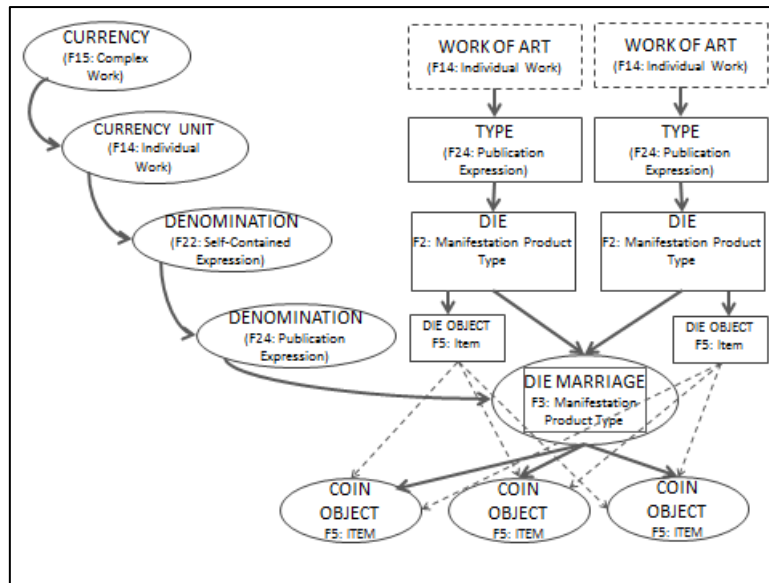 CURRENCY
(F15: Complex
Work)
CURRENCY UNIT
(F14: Individual
Work)
DENOMINATION
(F22: Self-Contained
Expression)
DENOMINATION
(F24: Publication
Expression)
WORK OF ART
(F14: Individual Work)
TYPE
(F24: Publication
Expression)
DIE
F2: Manifestation Product
Type
DIE OBJECT
F5: Item
WORK OF ART
(F14: Individual Work)
TYPE
(F24: Publication
Expression)
DIE
F2: Manifestation Product
Type
DIE OBJECT
F5: Item
DIE MARRIAGE
F3: Manifestation
Product Type
COIN
OBJECT
F5: ITEM
COIN
OBJECT
F5: ITEM
COIN
OBJECT
F5: ITEM